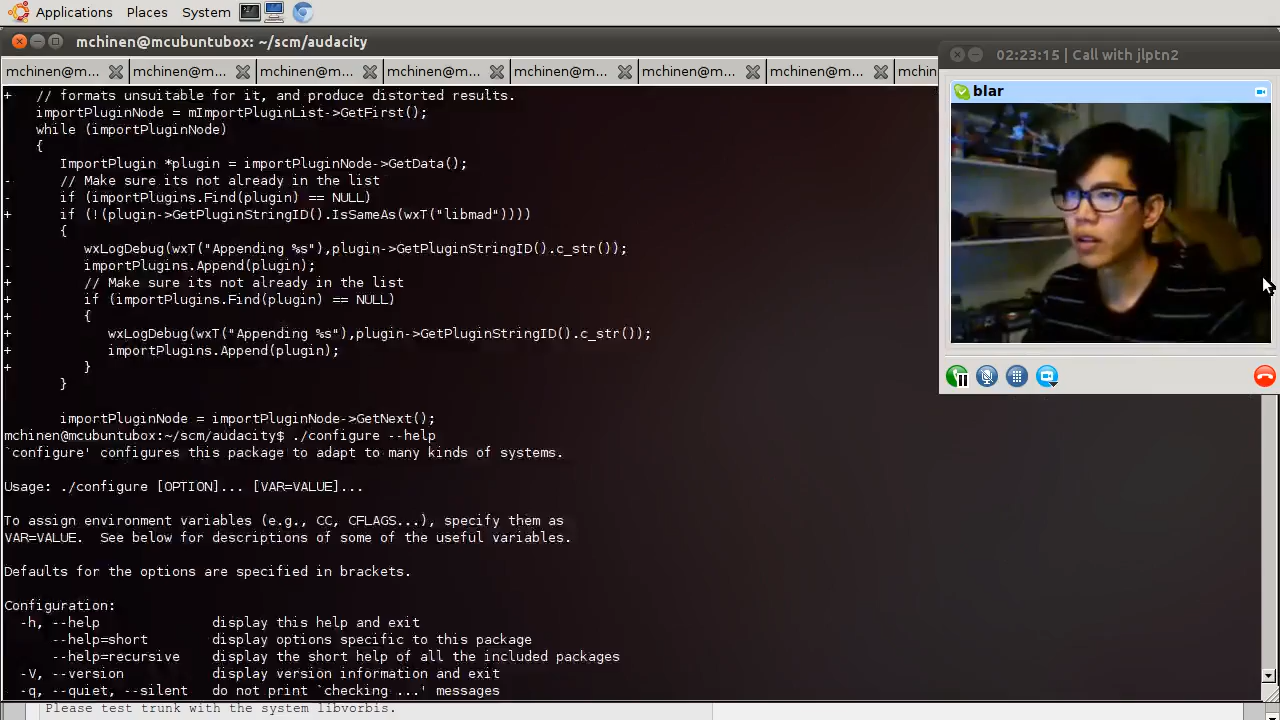 Applications Places System
mchinen@mcubuntubox: ~/scm/audacity
mchinen@m... mchinen@m... mchinen@m... mchinen@m... mchinen@m... mchinen@m... mchinen@m... mchinen
+   // formats unsuitable for it, and produce distorted results.
    importPluginNode = mImportPluginList->GetFirst();
    while (importPluginNode)
    {
       ImportPlugin *plugin = importPluginNode->GetData();
-      // Make sure its not already in the list
-      if (importPlugins.Find(plugin) == NULL)
+      if (!(plugin->GetPluginStringID().IsSameAs(wxT("libmad"))))
       {
-         wxLogDebug(wxT("Appending %s"),plugin->GetPluginStringID().c_str());
-         importPlugins.Append(plugin);
+         // Make sure its not already in the list
+         if (importPlugins.Find(plugin) == NULL)
+         {
+            wxLogDebug(wxT("Appending %s"),plugin->GetPluginStringID().c_str());
+            importPlugins.Append(plugin);
+         }
       }
       importPluginNode = importPluginNode->GetNext();
mchinen@mcubuntubox:~/scm/audacity$ ./configure --help
`configure' configures this package to adapt to many kinds of systems.
Usage: ./configure [OPTION]... [VAR=VALUE]...
To assign environment variables (e.g., CC, CFLAGS...), specify them as
VAR=VALUE.  See below for descriptions of some of the useful variables.
Defaults for the options are specified in brackets.
Configuration:
  -h, --help              display this help and exit
      --help=short        display options specific to this package
      --help=recursive    display the short help of all the included packages
  -V, --version           display version information and exit
  -q, --quiet, --silent   do not print `checking ...' messages
Please test trunk with the system libvorbis.
02:23:15 | Call with jlptn2
blar